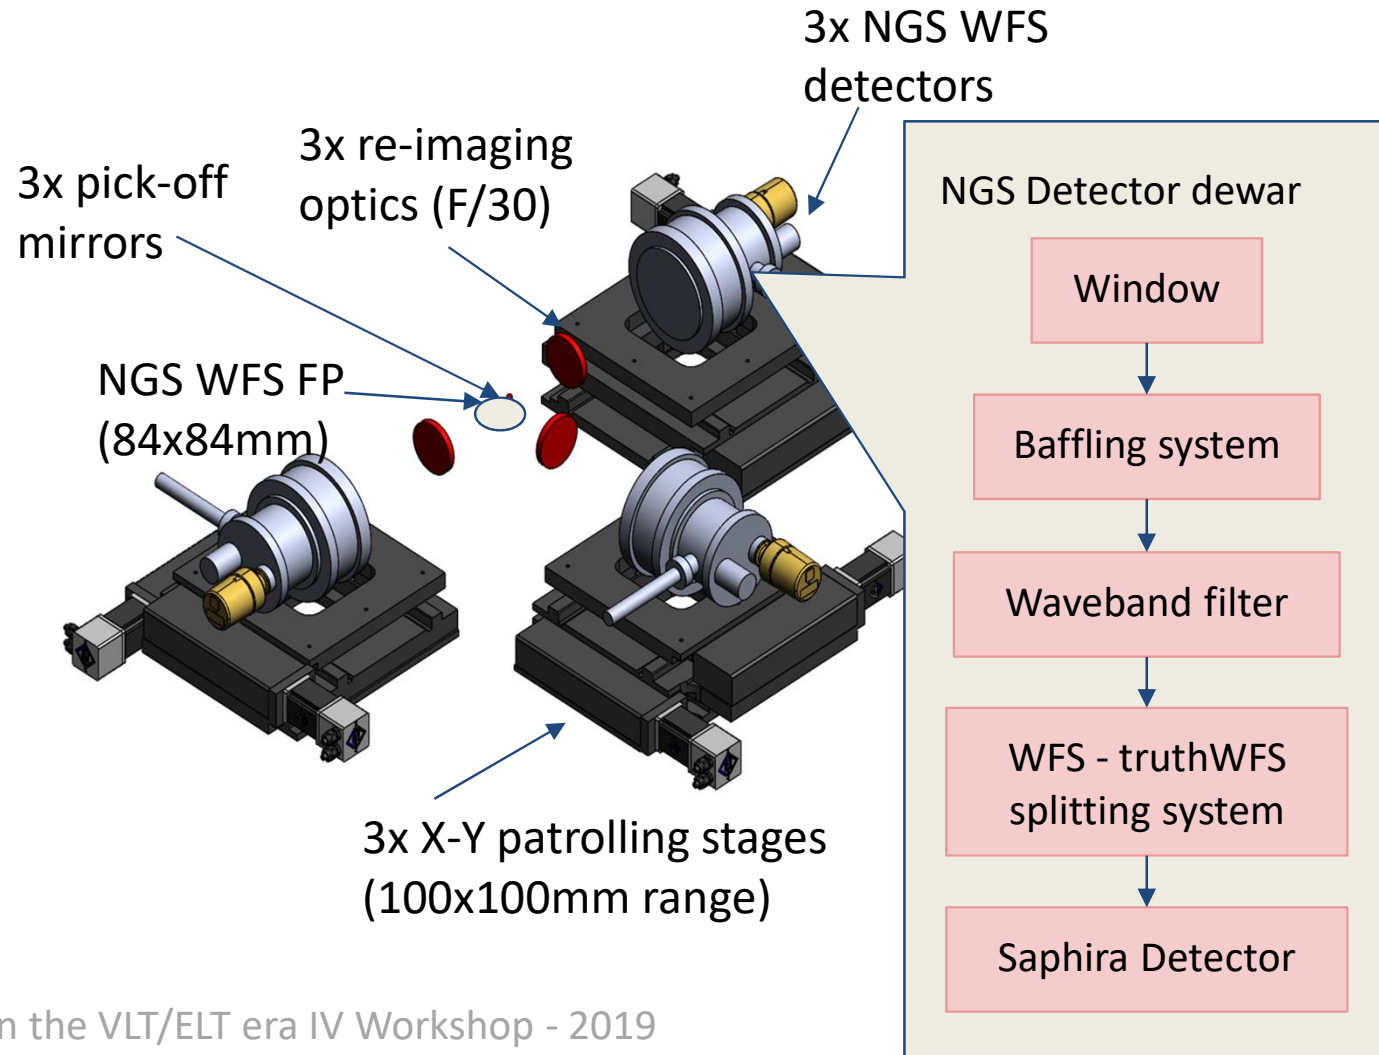 3x NGS WFS
detectors
3x re-imaging
optics (F/30)
3x pick-off
mirrors
NGS WFS FP
(84x84mm)
3x X-Y patrolling stages
(100x100mm range)
NGS Detector dewar
Window
Baffling system
Waveband filter
WFS - truthWFS
splitting system
Saphira Detector
n the VLT/ELT era IV Workshop - 2019